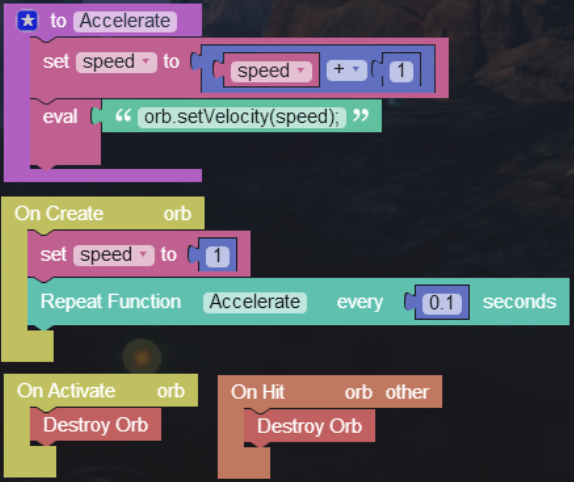 to Accelerate
set speed to speed + 1
eval “ orb.setVelocity(speed); ”
On Create orb
set speed to 1
Repeat Function Accelerate every 0.1 seconds
On Activate orb
Destroy Orb
On Hit orb other
Destroy Orb